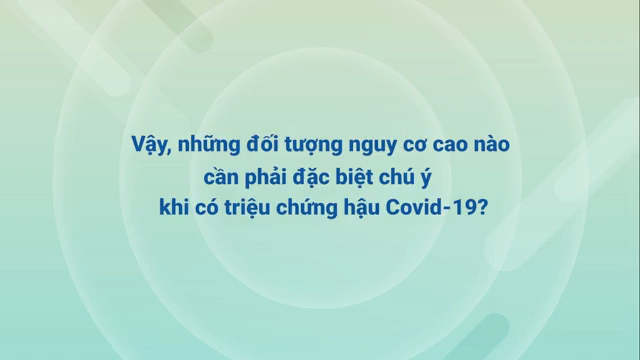 Vậy, những đối tượng nguy cơ cao nào
cần phải đặc biệt chú ý
khi có triệu chứng hậu Covid-19?